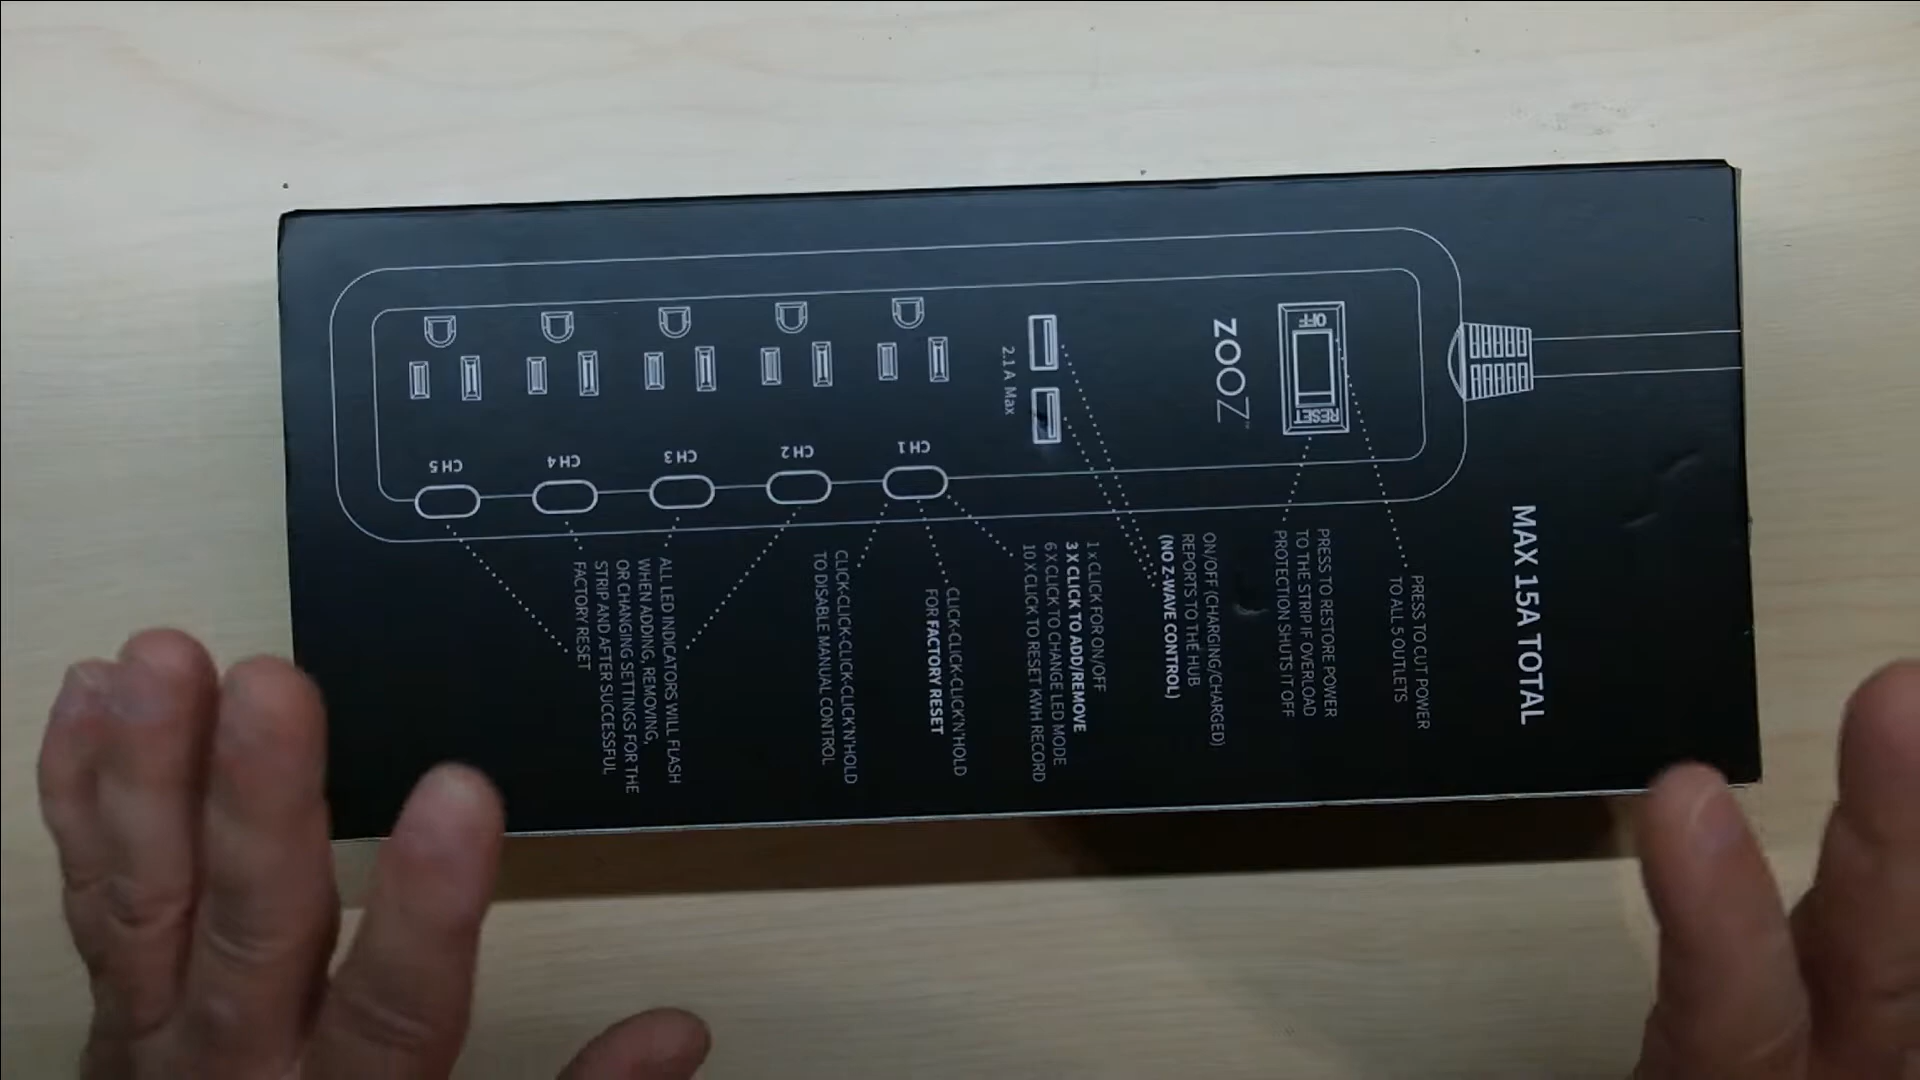 MAX 15A TOTAL
PRESS TO CUT POWER
TO ALL 5 OUTLETS
PRESS TO RESTORE POWER
TO THE STRIP IF OVERLOAD
PROTECTION SHUTS IT OFF
OFF
RESET
ZOOZ™
ON/OFF (CHARGING/CHARGED)
REPORTS TO THE HUB
(NO Z-WAVE CONTROL)
2.1 A Max
1 x CLICK FOR ON/OFF
3 X CLICK TO ADD/REMOVE
6 X CLICK TO CHANGE LED MODE
10 X CLICK TO RESET KWH RECORD
CLICK-CLICK-CLICK'N'HOLD
FOR FACTORY RESET
CLICK-CLICK-CLICK-CLICK-CLICK'N'HOLD
TO DISABLE MANUAL CONTROL
ALL LED INDICATORS WILL FLASH
WHEN ADDING, REMOVING,
OR CHANGING SETTINGS FOR THE
STRIP AND AFTER SUCCESSFUL
FACTORY RESET
CH 1
CH 2
CH 3
CH 4
CH 5